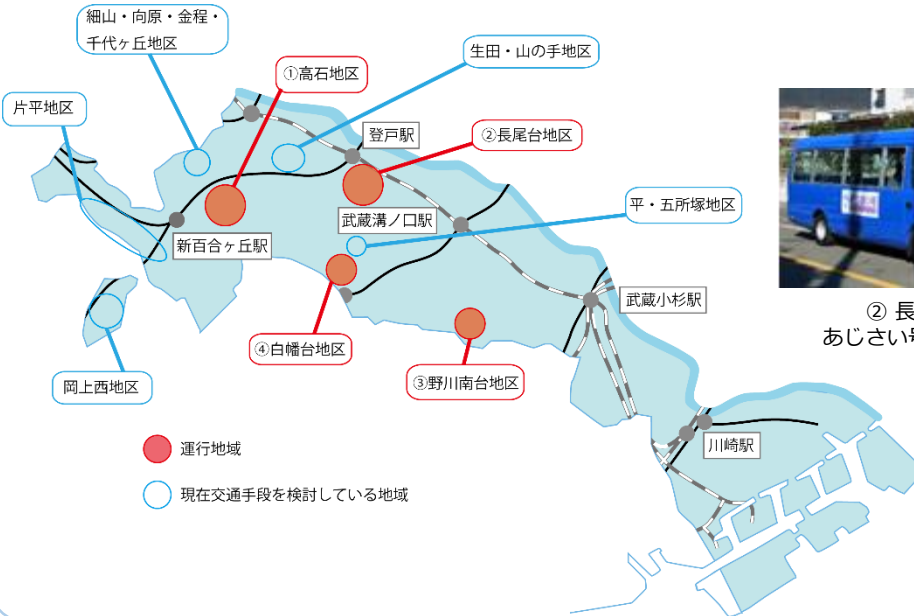 細山・向原・金程・
千代ヶ丘地区
生田・山の手地区
①高石地区
片平地区
登戸駅
②長尾台地区
平・五所塚地区
武蔵溝ノ口駅
新百合ヶ丘駅
武蔵小杉駅
② 長
あじさい
④白幡台地区
③野川南台地区
岡上西地区
川崎駅
運行地域
現在交通手段を検討している地域